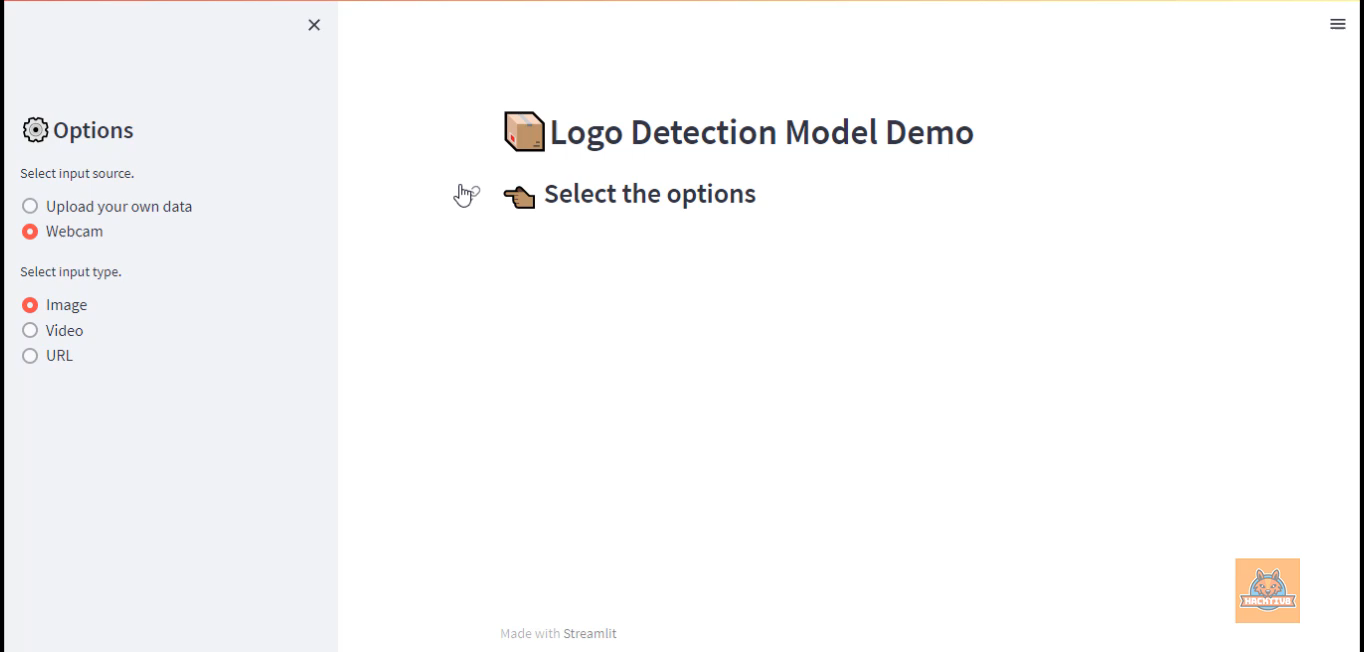 Options
Select input source.
Upload your own data
Webcam
Select input type.
Image
Video
URL
Logo Detection Model Demo
Select the options
HACKTIV8
Made with Streamlit